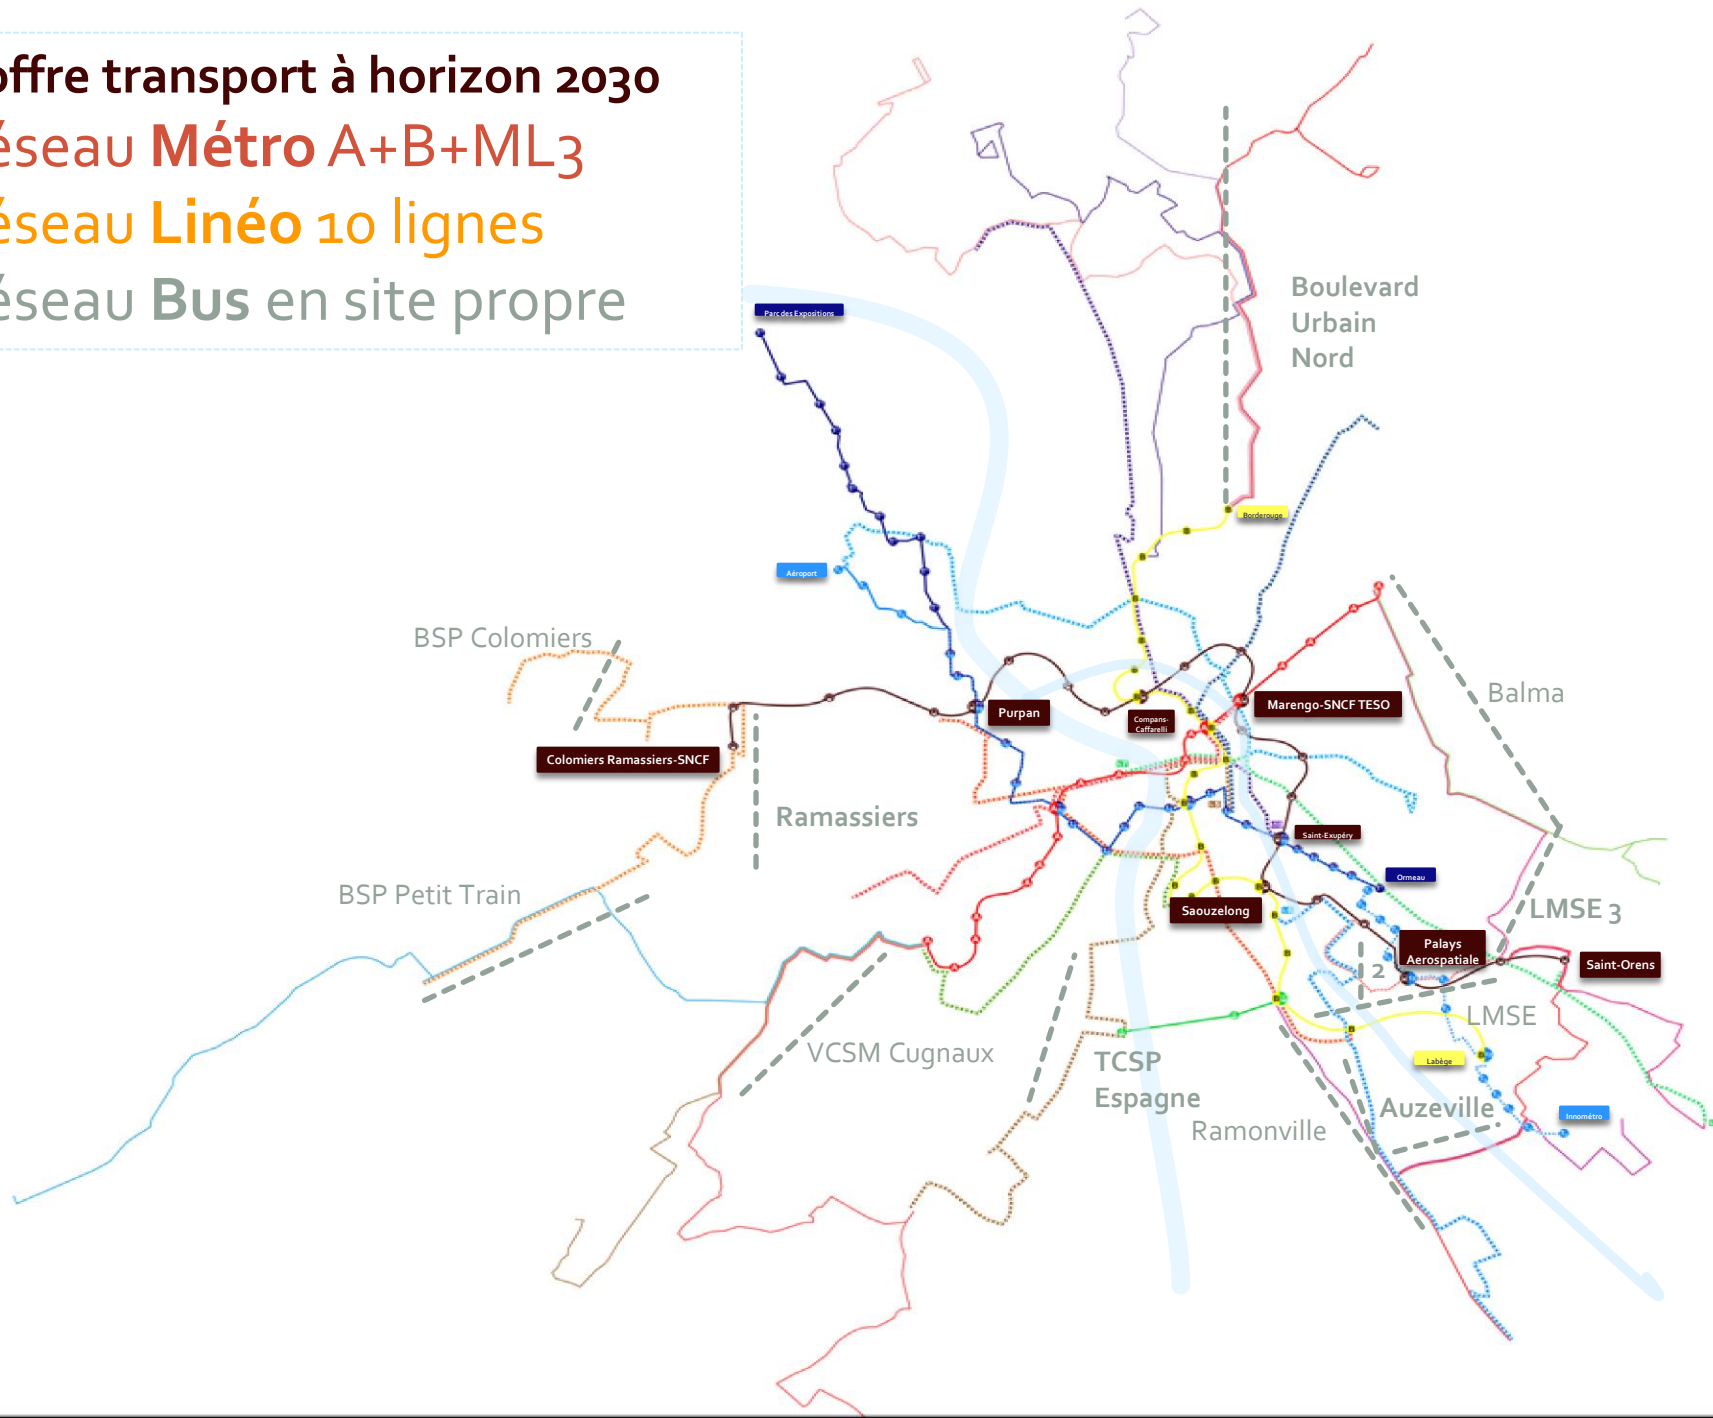 offre transport à horizon 2030
éseau Métro A+B+ML3
éseau Linéo 10 lignes
éseau Bus en site propre
Boulevard
Urbain
Nord
Parc des Expositions
Borderouge
Aéroport
BSP Colomiers
Balma
Purpan
Marengo-SNCF TESO
Compans-
Caffarelli
Colomiers Ramassiers-SNCF
Ramassiers
Saint-Exupéry
Ormeau
BSP Petit Train
Saouzelong
LMSE 3
Palays
Aerospatiale
Saint-Orens
2
LMSE
VCSM Cugnaux
TCSP
Espagne
Labège
Auzeville
Innométro
Ramonville